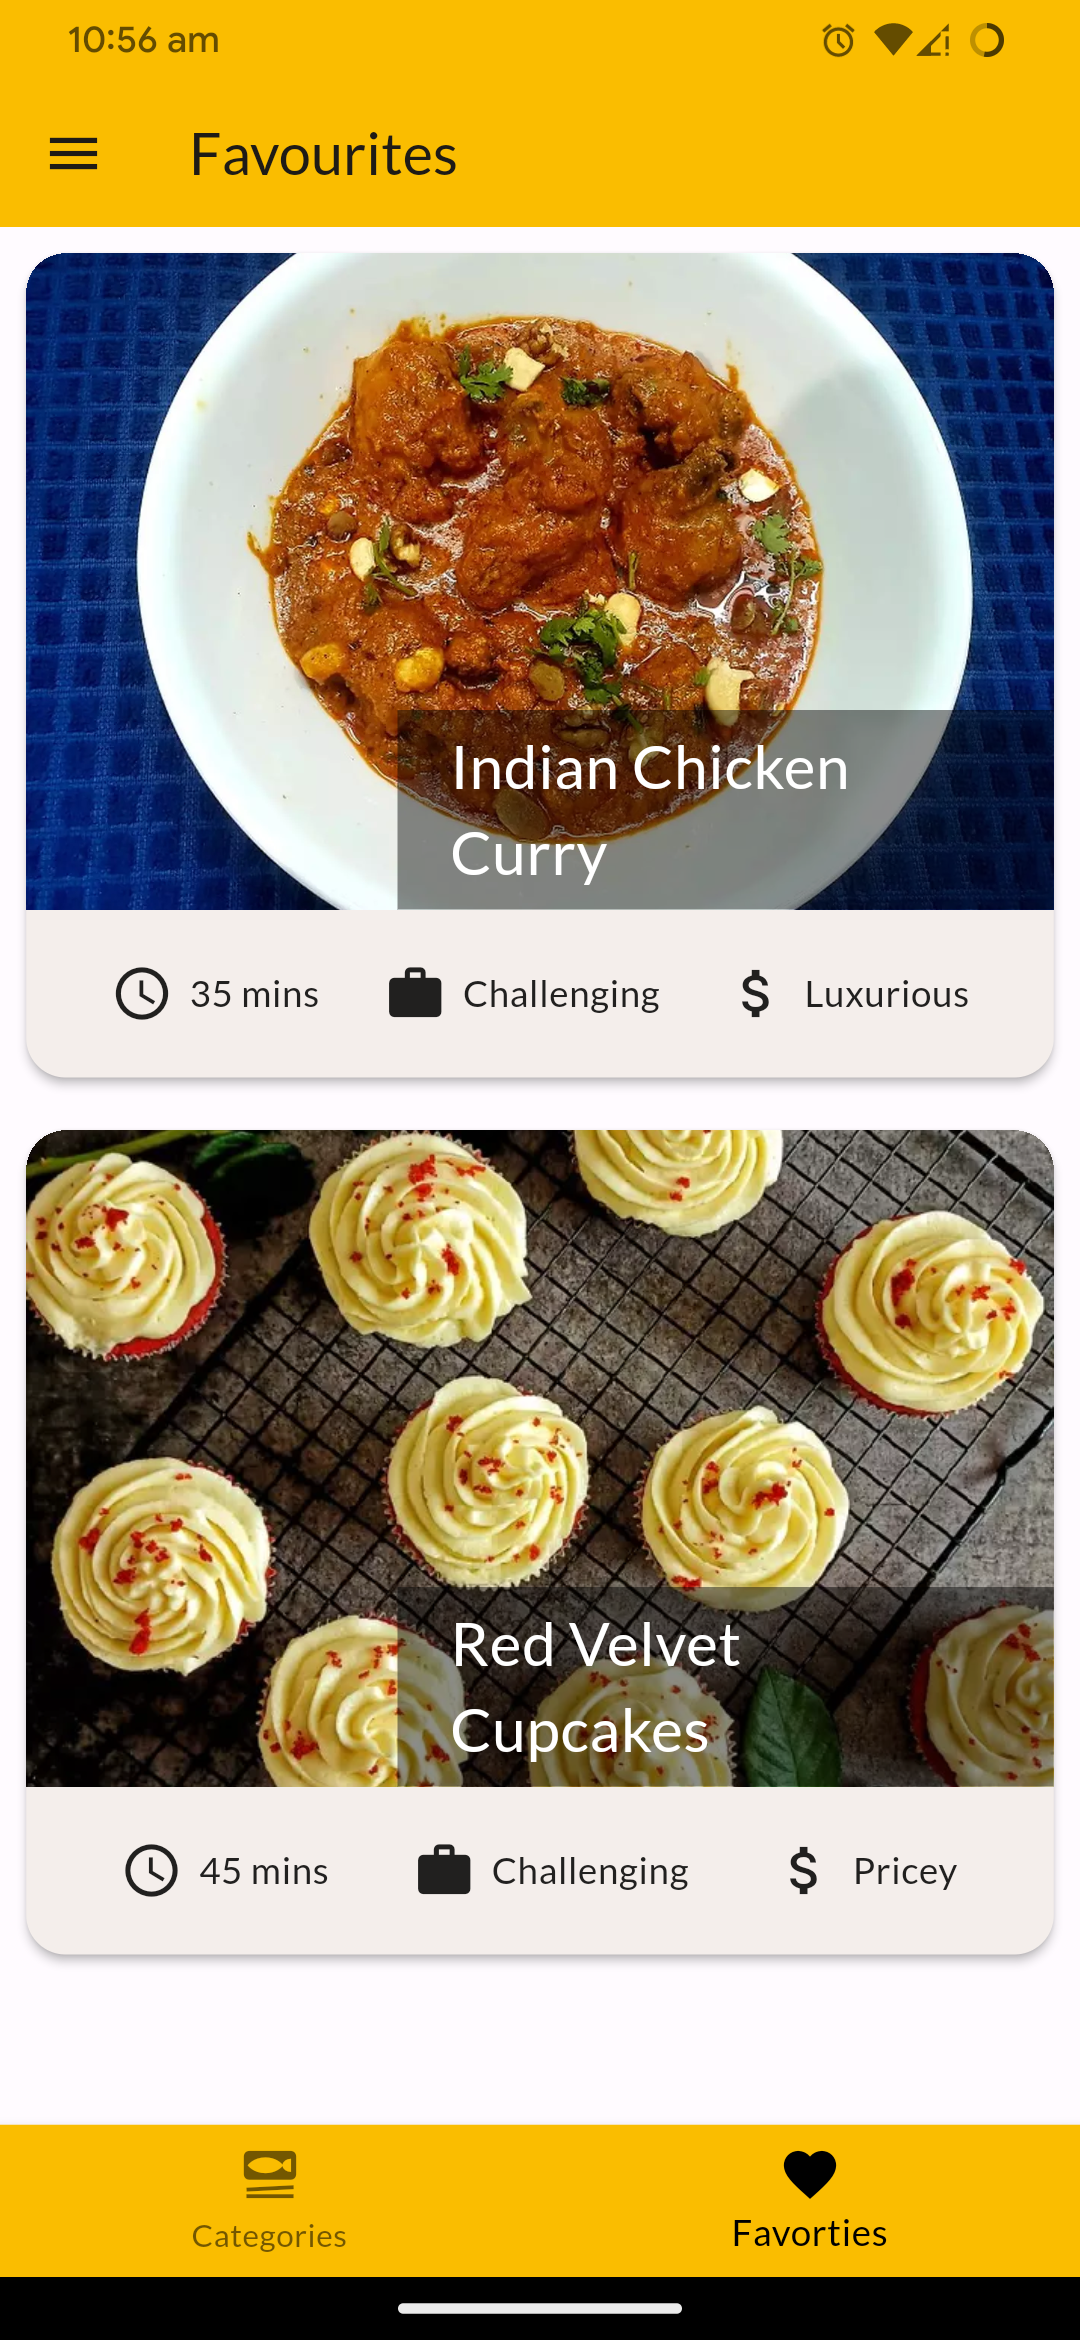 10:56 am
Favourites
Indian Chicken
Curry
35 mins Challenging $ Luxurious
Red Velvet
Cupcakes
45 mins Challenging $ Pricey
Categories Favorties